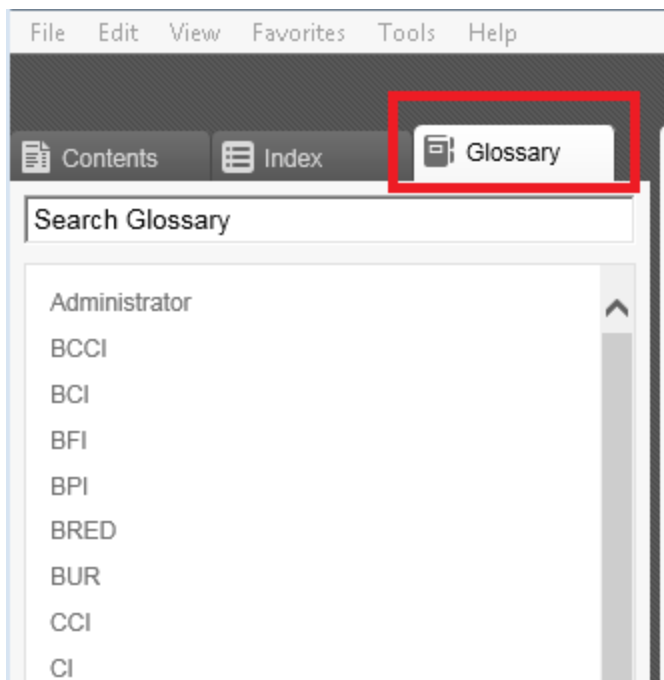 File Edit View Favorites Tools Help
Contents Index Glossary
Search Glossary
Administrator
BCCI
BCI
BFI
BPI
BRED
BUR
CCI
CI